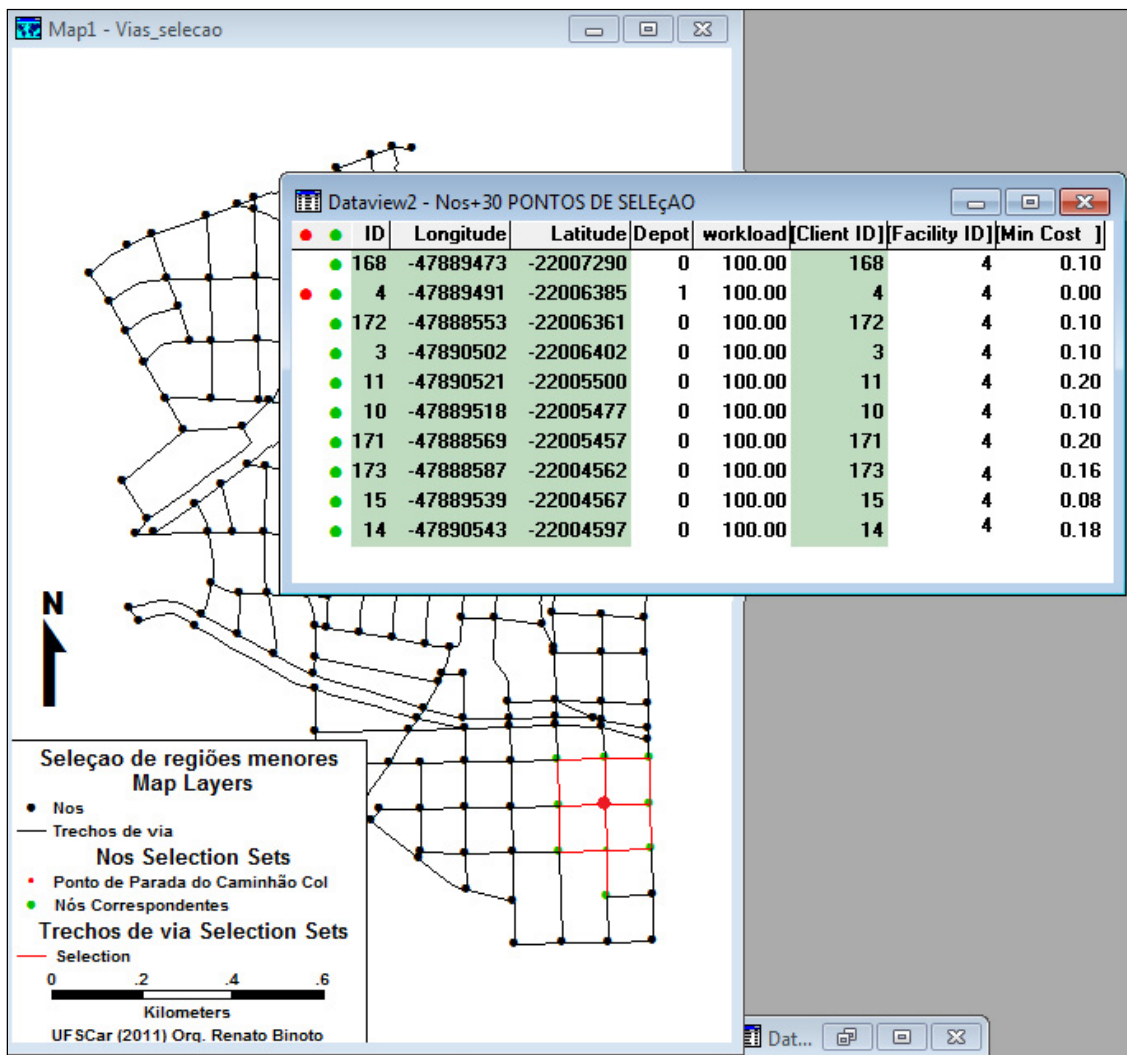 Map1 - Vias_selecao
Dataview2 - Nos+30 PONTOS DE SELEçAO
ID Longitude Latitude Depot workload [Client ID] [Facility ID] [Min Cost ]
168 -47889473 -22007290 0 100.00 168 4 0.10
4 -47889491 -22006385 1 100.00 4 4 0.00
172 -47888553 -22006361 0 100.00 172 4 0.10
3 -47890502 -22006402 0 100.00 3 4 0.10
11 -47890521 -22005500 0 100.00 11 4 0.20
10 -47889518 -22005477 0 100.00 10 4 0.10
171 -47888569 -22005457 0 100.00 171 4 0.20
173 -47888587 -22004562 0 100.00 173 4 0.16
15 -47889539 -22004567 0 100.00 15 4 0.08
14 -47890543 -22004597 0 100.00 14 4 0.18
N
Seleçao de regiões menores
Map Layers
Nos
Trechos de via
Nos Selection Sets
Ponto de Parada do Caminhão Col
Nós Correspondentes
Trechos de via Selection Sets
Selection
0 .2 .4 .6
Kilometers
UFSCar (2011) Org. Renato Binoto
Dat...